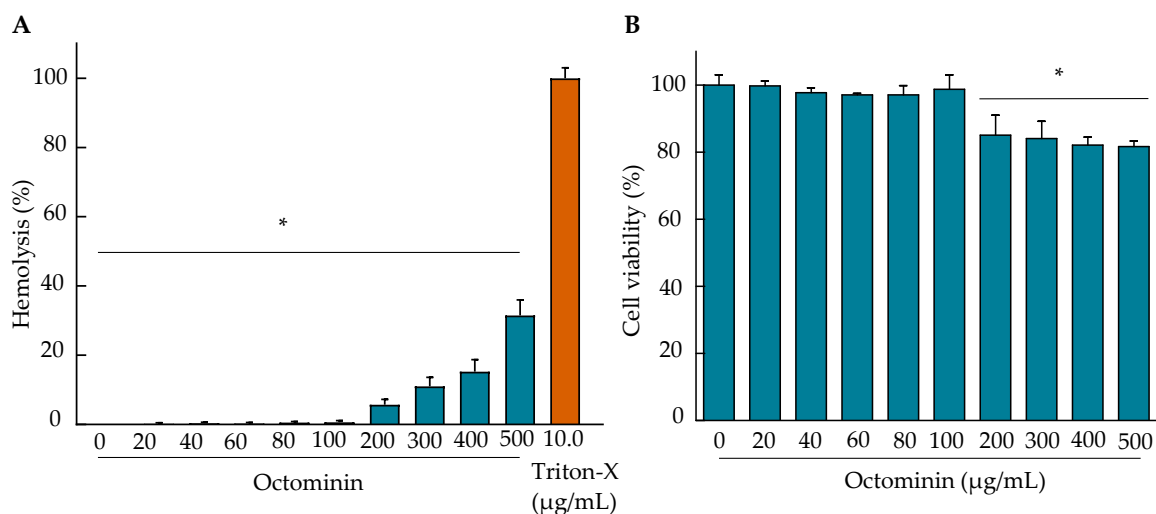 A
Hemolysis (%)
100
80
60
40
20
0
*
0 20 40 60 80 100 200 300 400 500 10.0
Octominin
Triton-X
(µg/mL)
B
Cell viability (%)
100
80
60
40
20
0
*
0 20 40 60 80 100 200 300 400 500
Octominin (µg/mL)